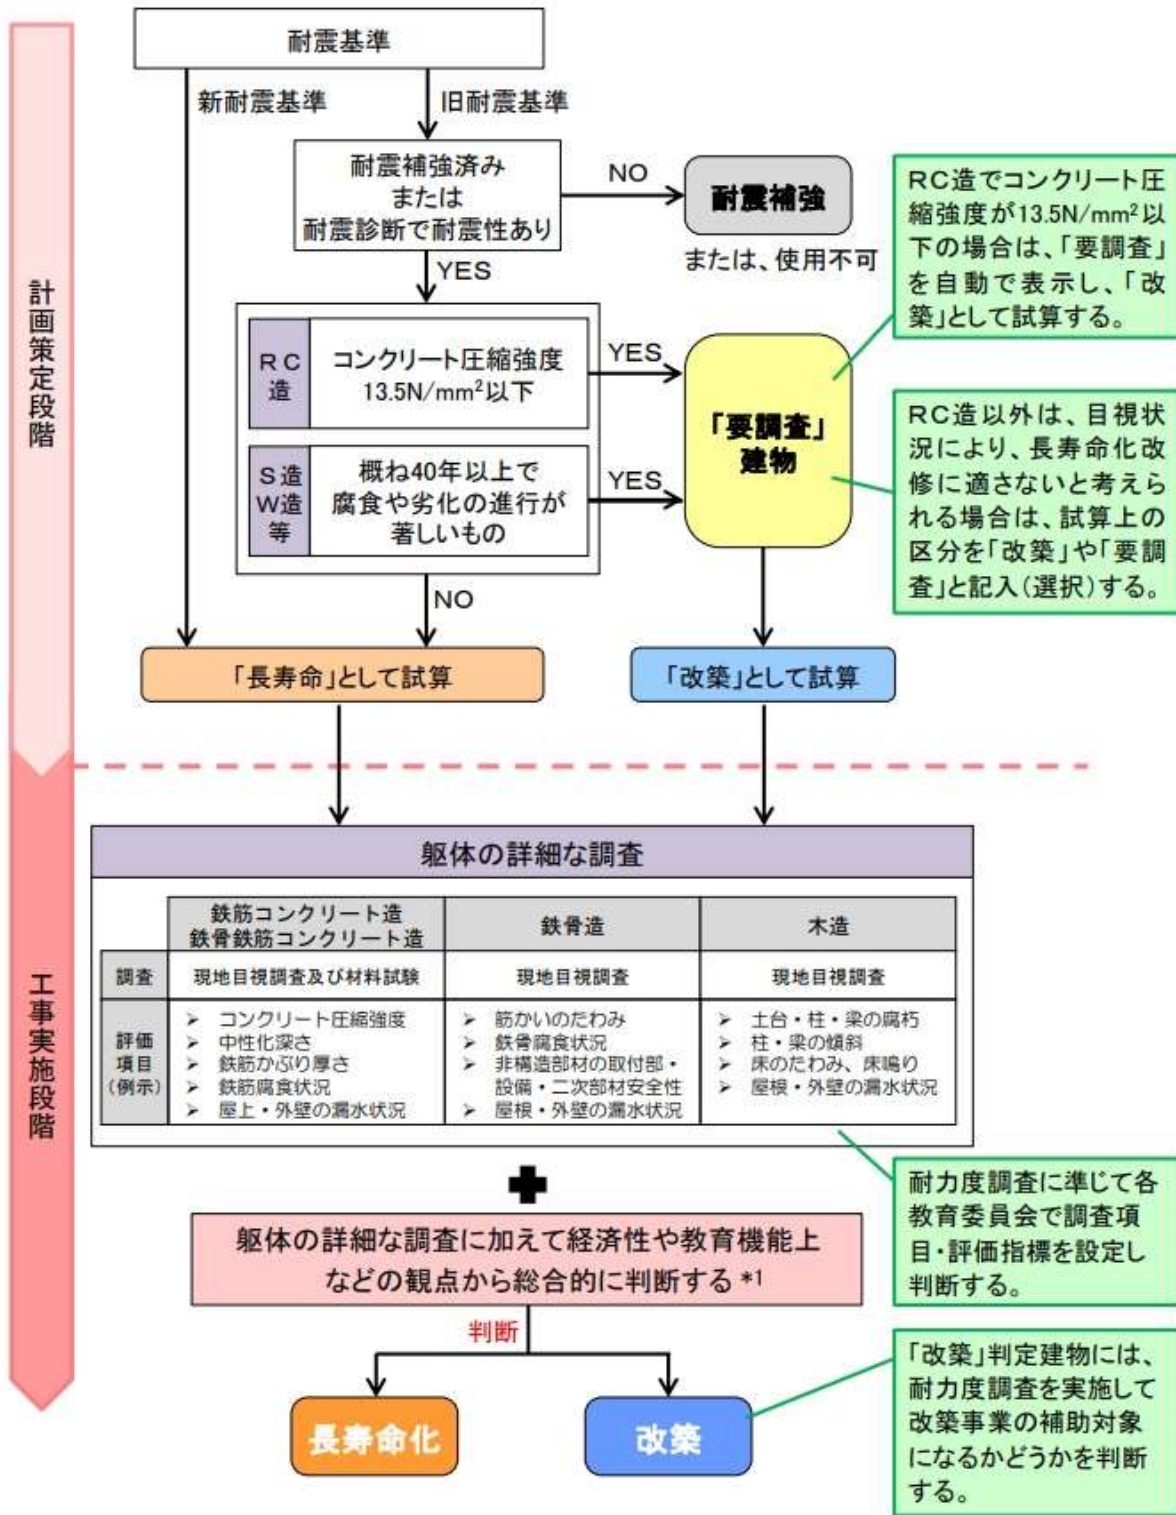 計画策定段階
耐震基準
新耐震基準
旧耐震基準
耐震補強済み
または
耐震診断で耐震性あり
NO
耐震補強
または、使用不可
YES
RC造でコンクリート圧
縮強度が13.5N/mm²以
下の場合は、「要調査」
を自動で表示し、「改
築」として試算する。
RC
造
コンクリート圧縮強度
13.5N/mm²以下
YES
S造
W造
等
概ね40年以上で
腐食や劣化の進行が
著しいもの
YES
「要調査」
建物
RC造以外は、目視状
況により、長寿命化改
修に適さないと考えら
れる場合は、試算上の
区分を「改築」や「要調
査」と記入(選択)する。
NO
「長寿命」として試算
「改築」として試算
工事実施段階
躯体の詳細な調査
鉄筋コンクリート造
鉄骨鉄筋コンクリート造
鉄骨造
木造
調査
現地目視調査及び材料試験
現地目視調査
現地目視調査
評価
項目
(例示)
➢ コンクリート圧縮強度
➢ 中性化深さ
➢ 鉄筋かぶり厚さ
➢ 鉄筋腐食状況
➢ 屋上・外壁の漏水状況
➢ 筋かいのたわみ
➢ 鉄骨腐食状況
➢ 非構造部材の取付部・
設備・二次部材安全性
➢ 屋根・外壁の漏水状況
➢ 土台・柱・梁の腐朽
➢ 柱・梁の傾斜
➢ 床のたわみ、床鳴り
➢ 屋根・外壁の漏水状況
耐力度調査に準じて各
教育委員会で調査項
目・評価指標を設定し
判断する。
躯体の詳細な調査に加えて経済性や教育機能上
などの観点から総合的に判断する *1
判断
長寿命化
改築
「改築」判定建物には、
耐力度調査を実施して
改築事業の補助対象
になるかどうかを判断
する。